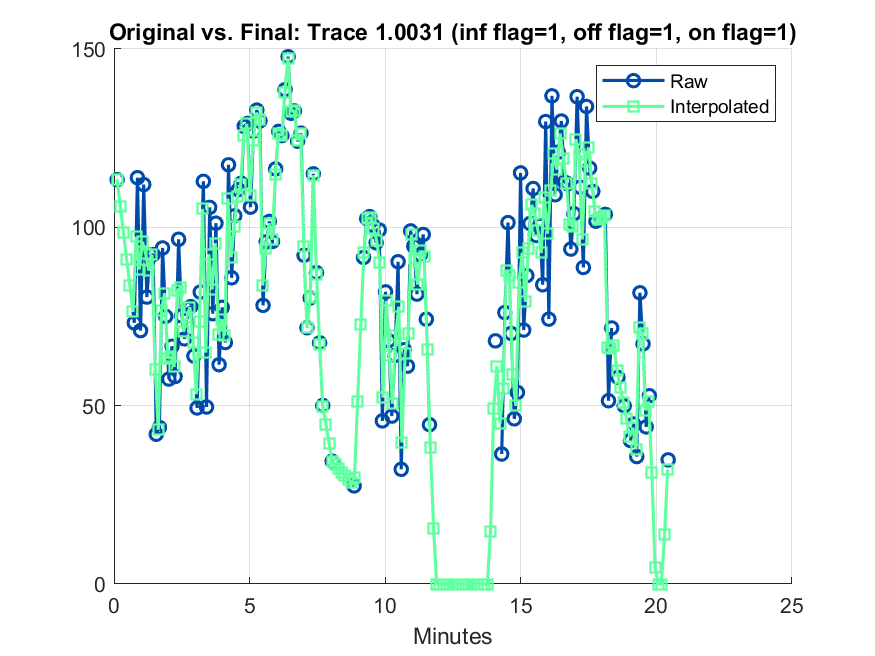 Original vs. Final: Trace 1.0031 (inf flag=1, off flag=1, on flag=1)
150
Raw
Interpolated
100
50
0
0 5 10 15 20 25
Minutes